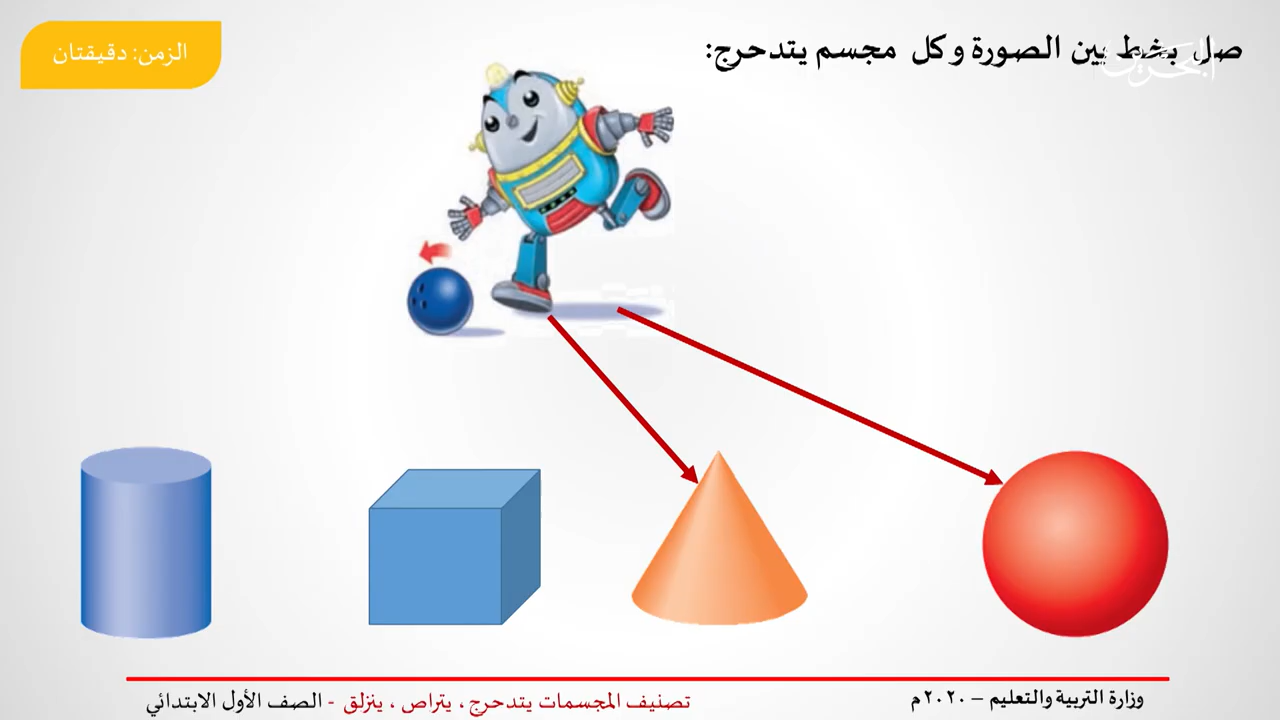 صل بخط بين الصورة وكل مجسم يتدحرج:
الزمن: دقيقتان
البحرين
وزارة التربية والتعليم – ٢٠٢٠م
تصنيف المجسمات يتدحرج ، يتراص ، ينزلق - الصف الأول الابتدائي